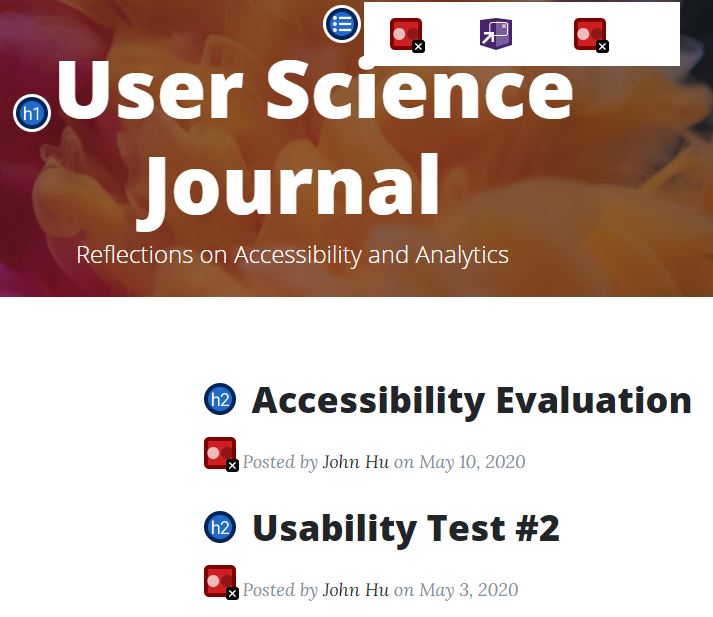 h1
User Science
Journal
Reflections on Accessibility and Analytics
h2 Accessibility Evaluation
Posted by John Hu on May 10, 2020
h2 Usability Test #2
Posted by John Hu on May 3, 2020